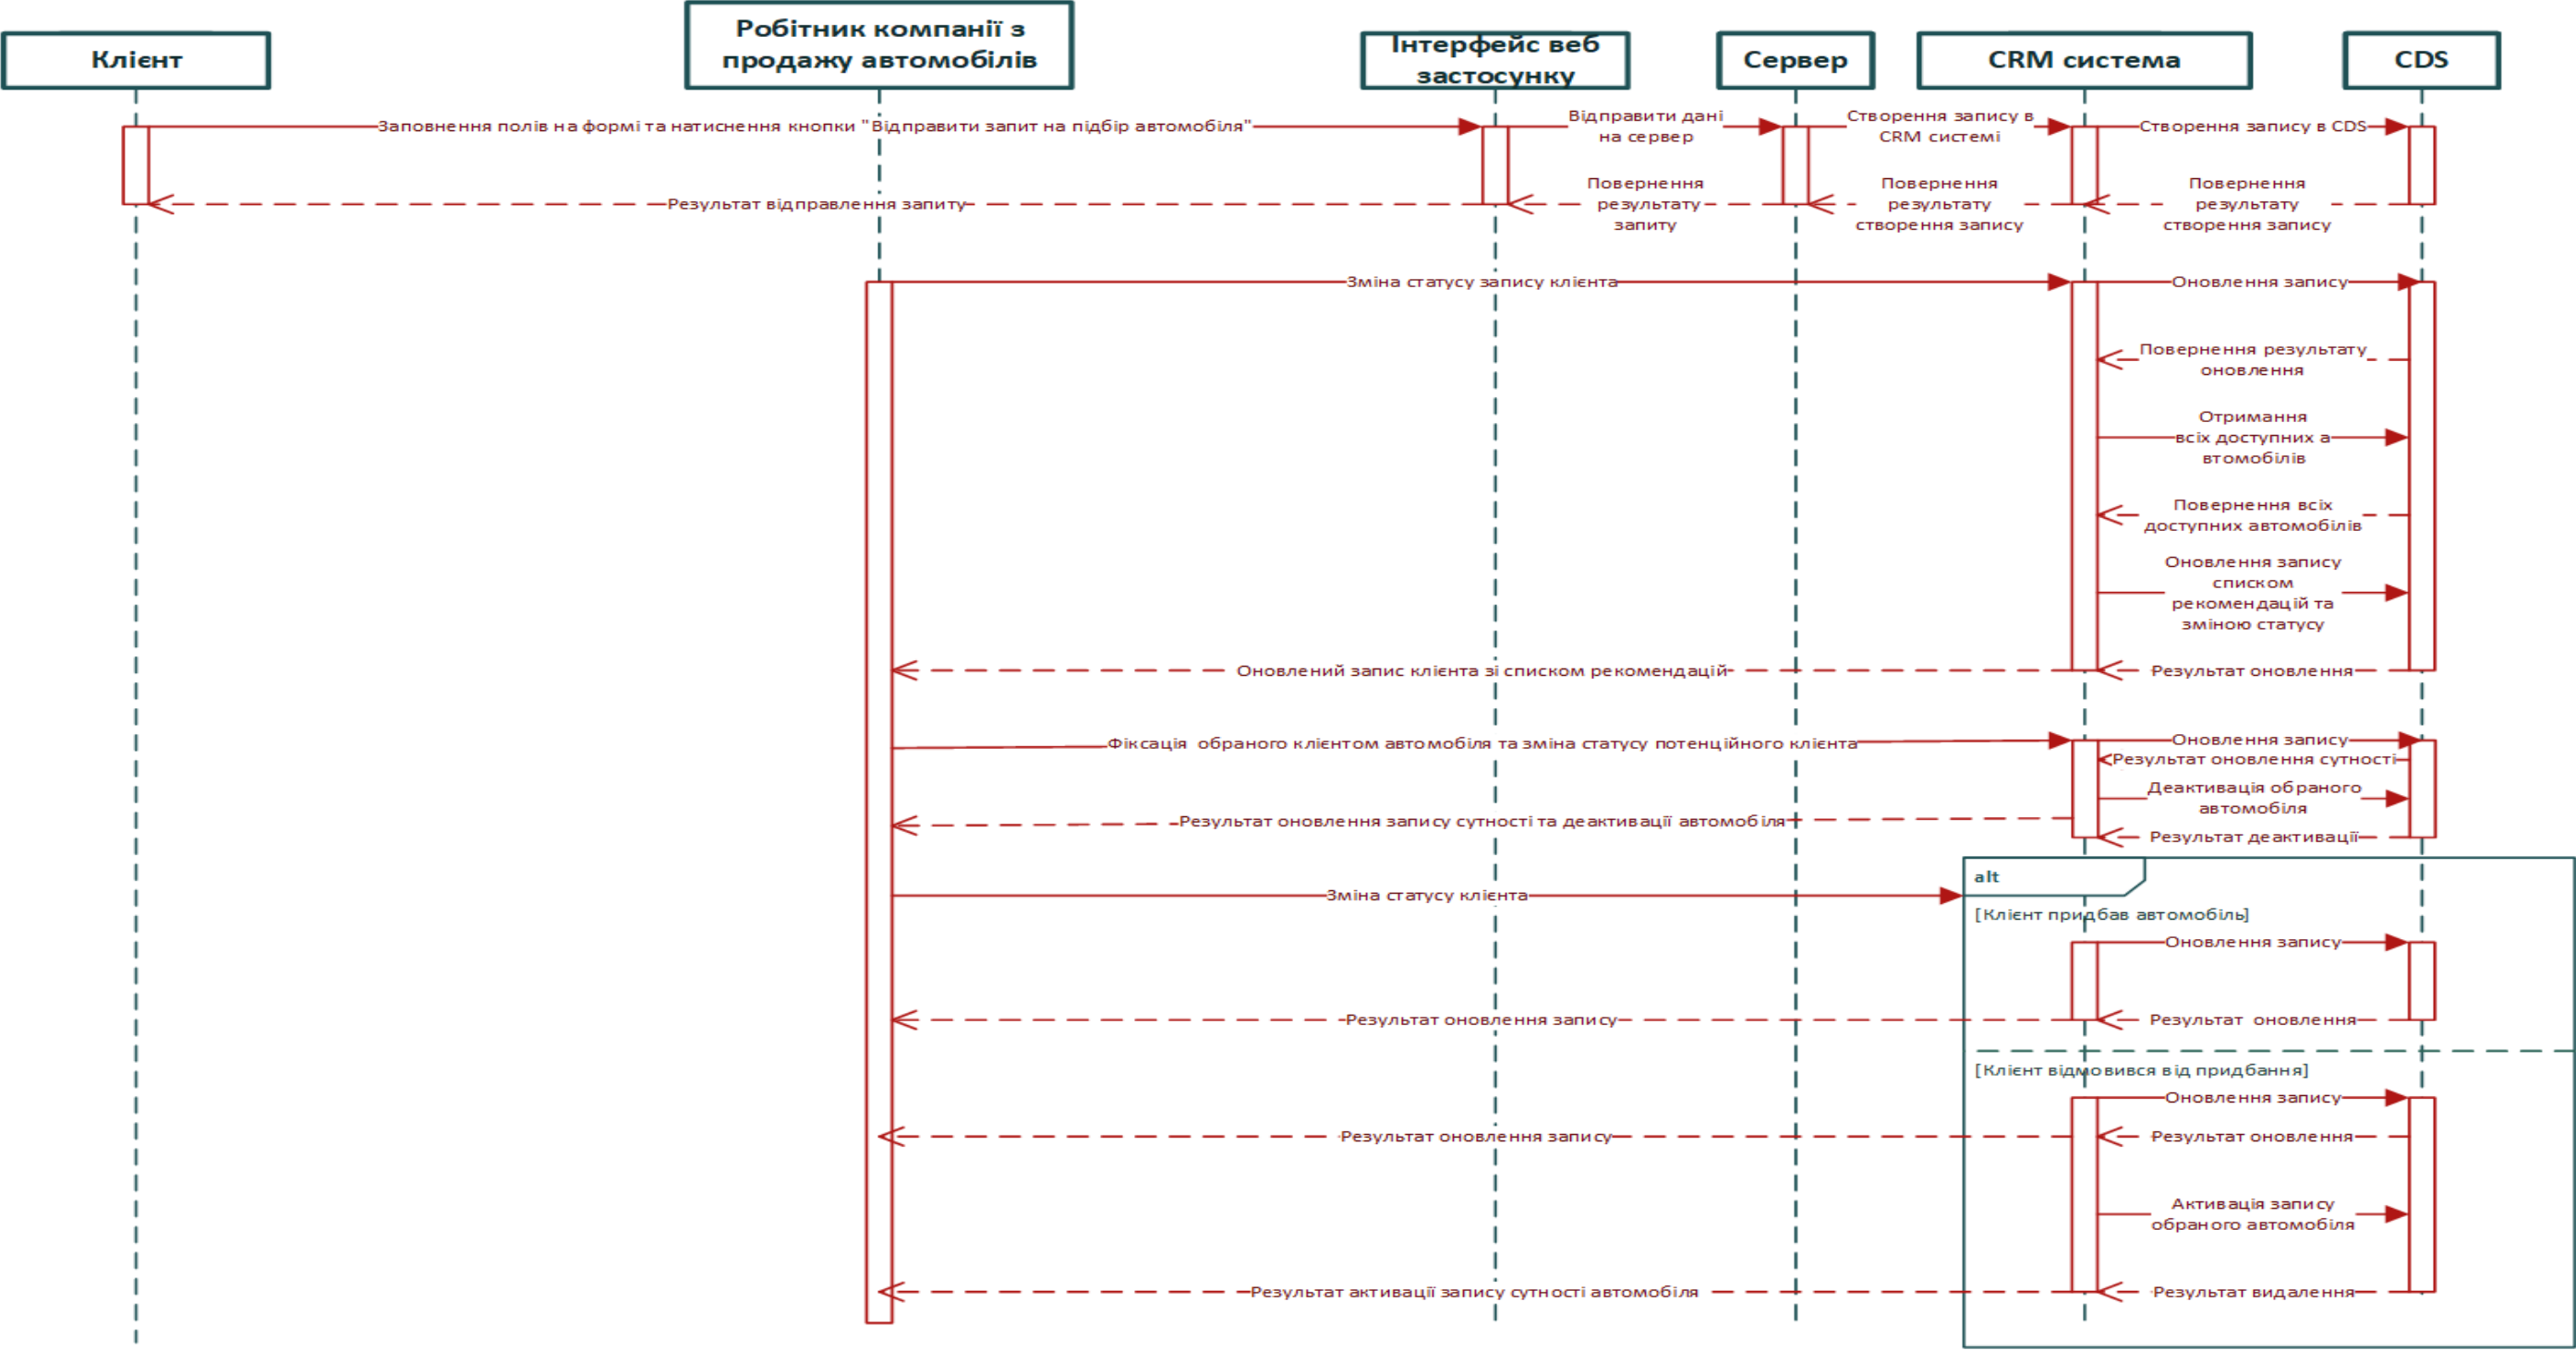 Клієнт
Робітник компанії з
продажу автомобілів
Інтерфейс веб
застосунку
Сервер
CRM система
CDS
Заповнення полів на формі та натиснення кнопки "Відправити запит на підбір автомобіля"
Відправити дані
на сервер
Створення запису в
CRM системі
Створення запису в CDS
Результат відправлення запиту
Повернення
результату
запиту
Повернення
результату
створення запису
Повернення
результату
створення запису
Зміна статусу запису клієнта
Оновлення запису
Повернення результату
оновлення
Отримання
всіх доступних а
втомобілів
Повернення всіх
доступних автомобілів
Оновлення запису
списком
рекомендацій та
зміною статусу
Оновлений запис клієнта зі списком рекомендацій
Результат оновлення
Фіксація обраного клієнтом автомобіля та зміна статусу потенційного клієнта
Оновлення запису
Результат оновлення сутності
Деактивація обраного
автомобіля
Результат оновлення запису сутності та деактивації автомобіля
Результат деактивації
alt
Зміна статусу клієнта
[Клієнт придбав автомобіль]
Оновлення запису
Результат оновлення запису
Результат оновлення
[Клієнт відмовився від придбання]
Оновлення запису
Результат оновлення запису
Результат оновлення
Активація запису
обраного автомобіля
Результат активації запису сутності автомобіля
Результат видалення